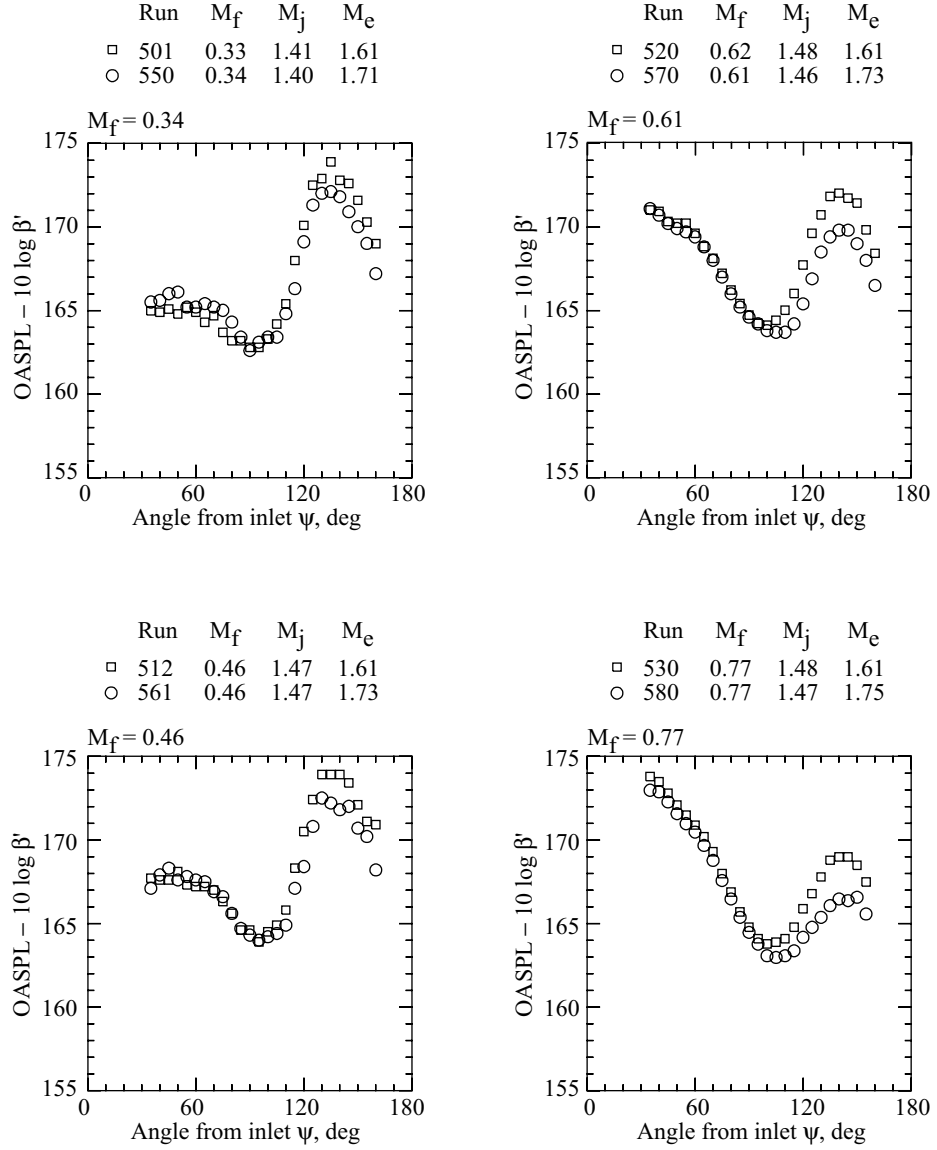 Run M_f M_j M_e
□ 501 0.33 1.41 1.61
○ 550 0.34 1.40 1.71
M_f = 0.34
175
170
165
160
155
OASPL – 10 log β'
0 60 120 180
Angle from inlet ψ, deg
Run M_f M_j M_e
□ 520 0.62 1.48 1.61
○ 570 0.61 1.46 1.73
M_f = 0.61
175
170
165
160
155
OASPL – 10 log β'
0 60 120 180
Angle from inlet ψ, deg
Run M_f M_j M_e
□ 512 0.46 1.47 1.61
○ 561 0.46 1.47 1.73
M_f = 0.46
175
170
165
160
155
OASPL – 10 log β'
0 60 120 180
Angle from inlet ψ, deg
Run M_f M_j M_e
□ 530 0.77 1.48 1.61
○ 580 0.77 1.47 1.75
M_f = 0.77
175
170
165
160
155
OASPL – 10 log β'
0 60 120 180
Angle from inlet ψ, deg